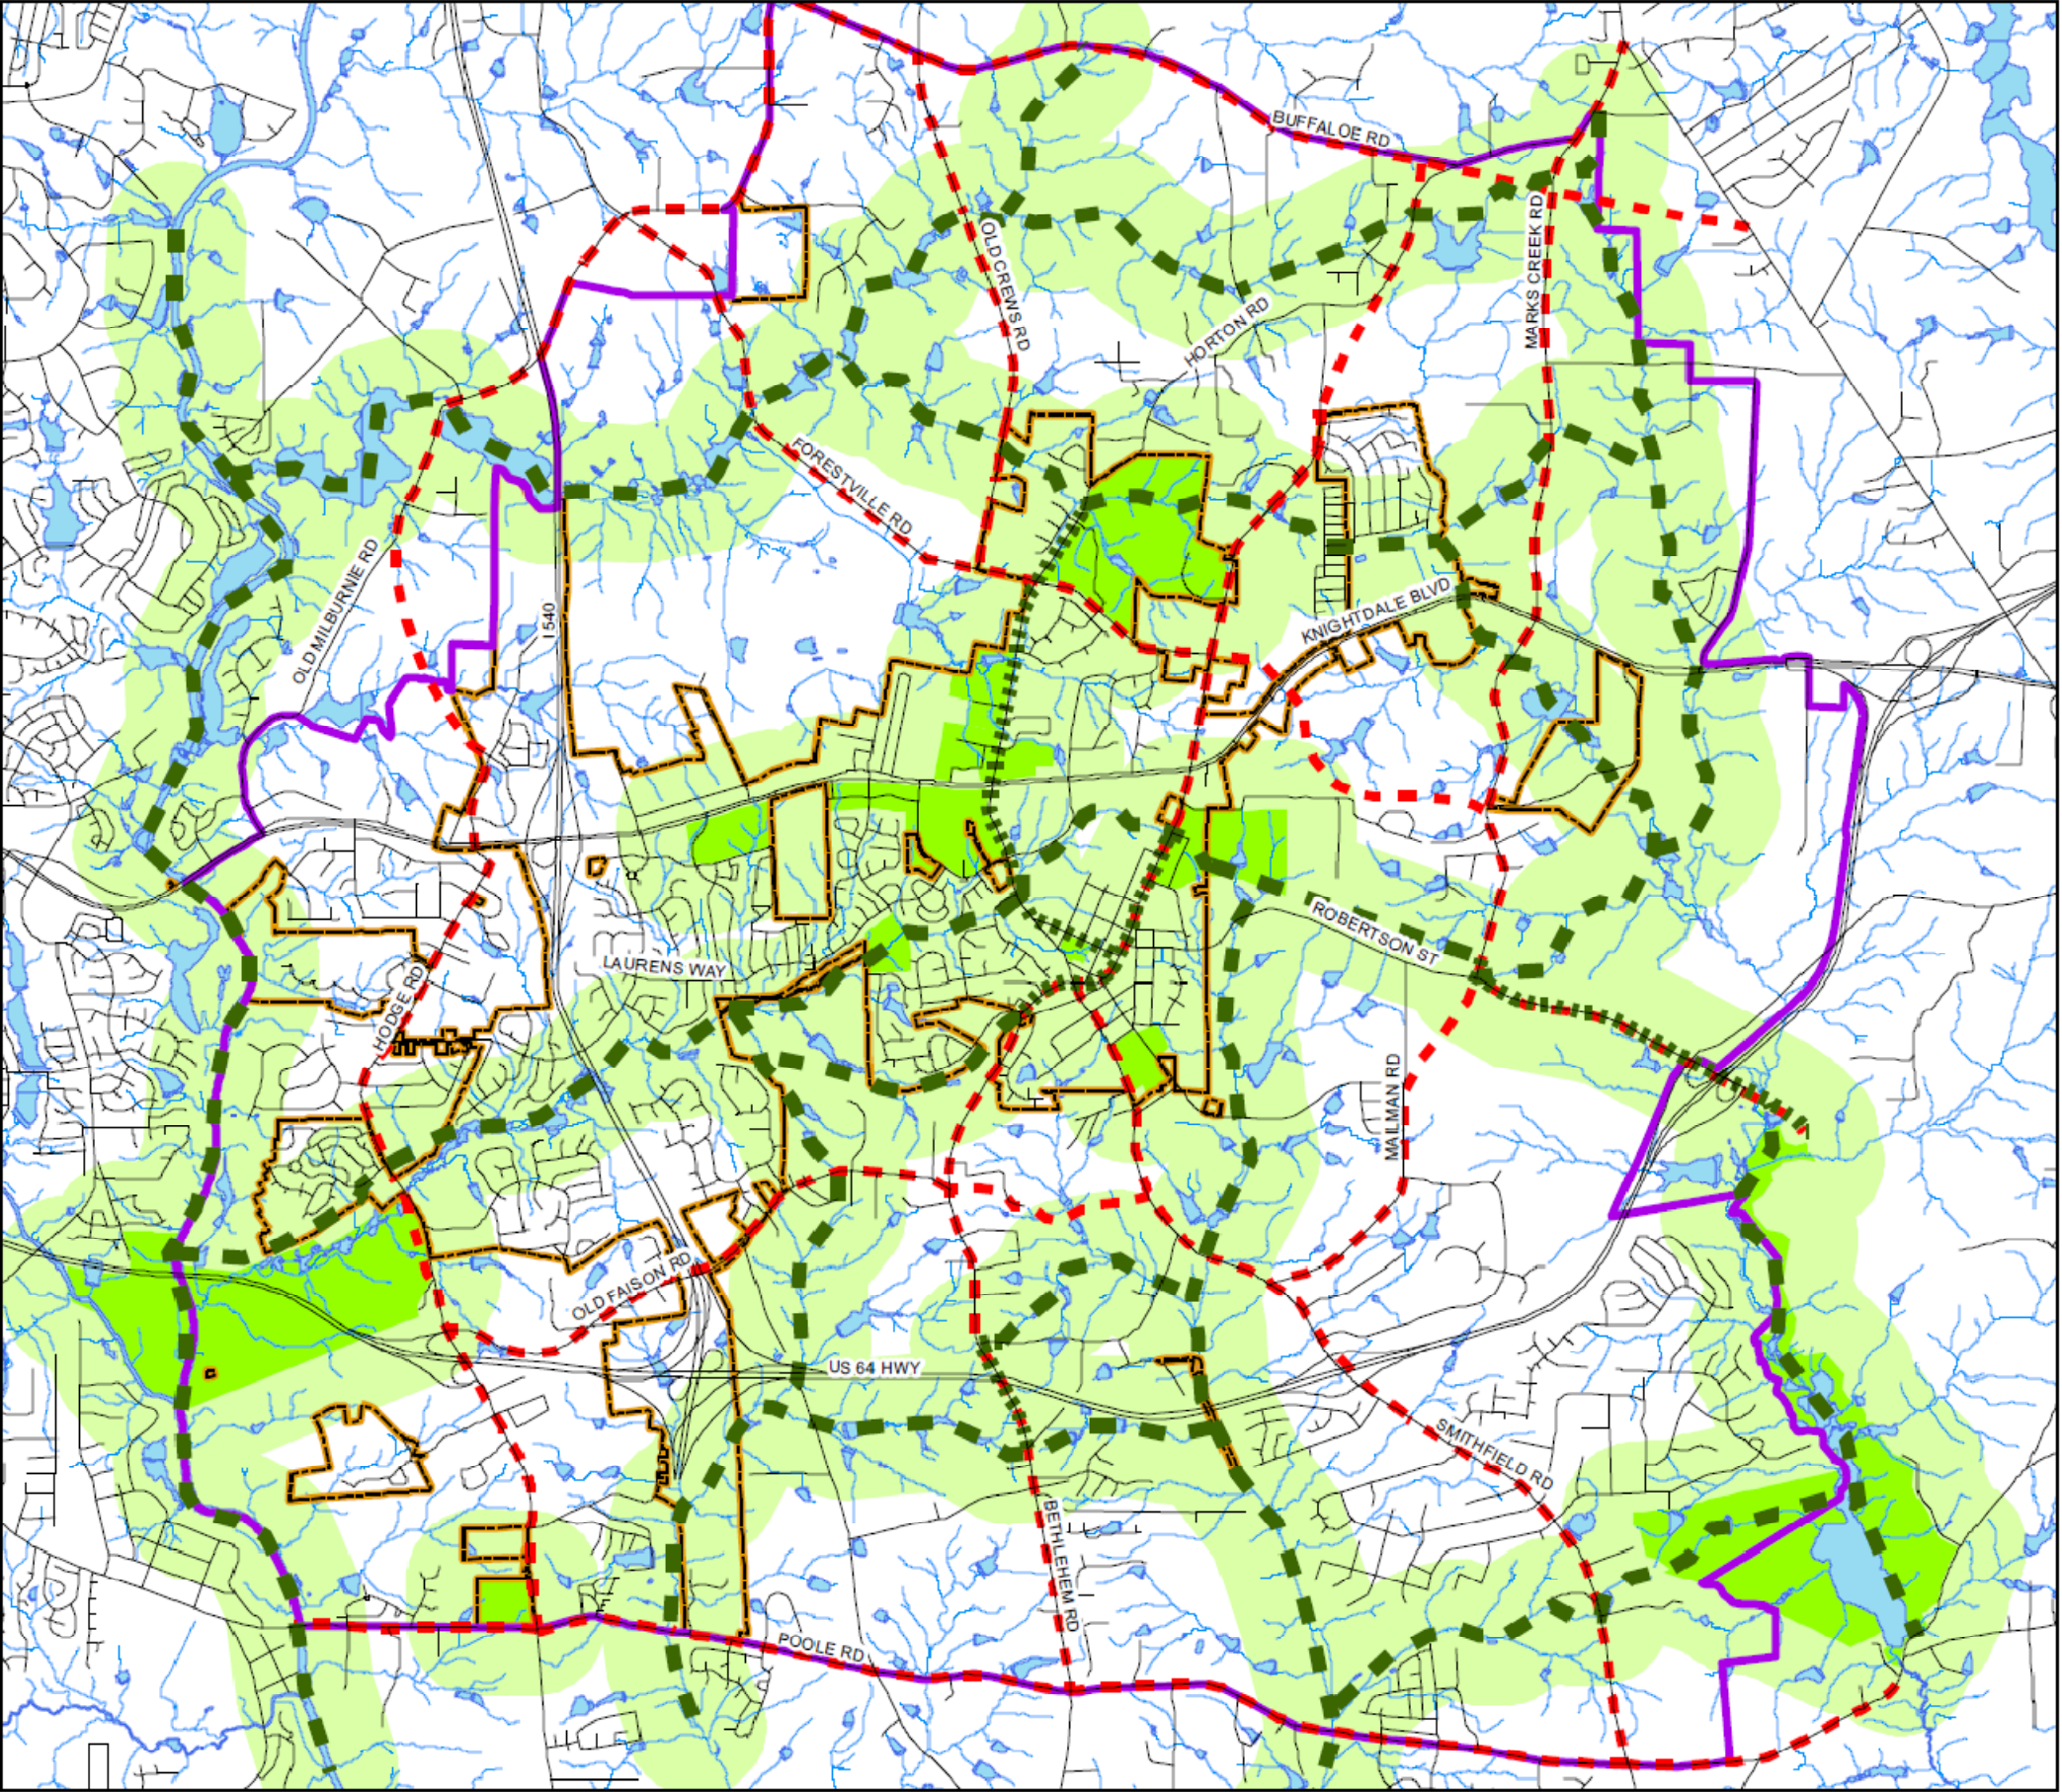 BUFFALOE RD
OLD CREWS RD
MARKS CREEK RD
HORTON RD
FORESTVILLE RD
OLD MILBURNIE RD
I 540
KNIGHTDALE BLVD
ROBERTSON ST
LAURENS WAY
HODGE RD
MAILMAN RD
OLD FAISON RD
US 64 HWY
SMITHFIELD RD
BETHLEHEM RD
POOLE RD